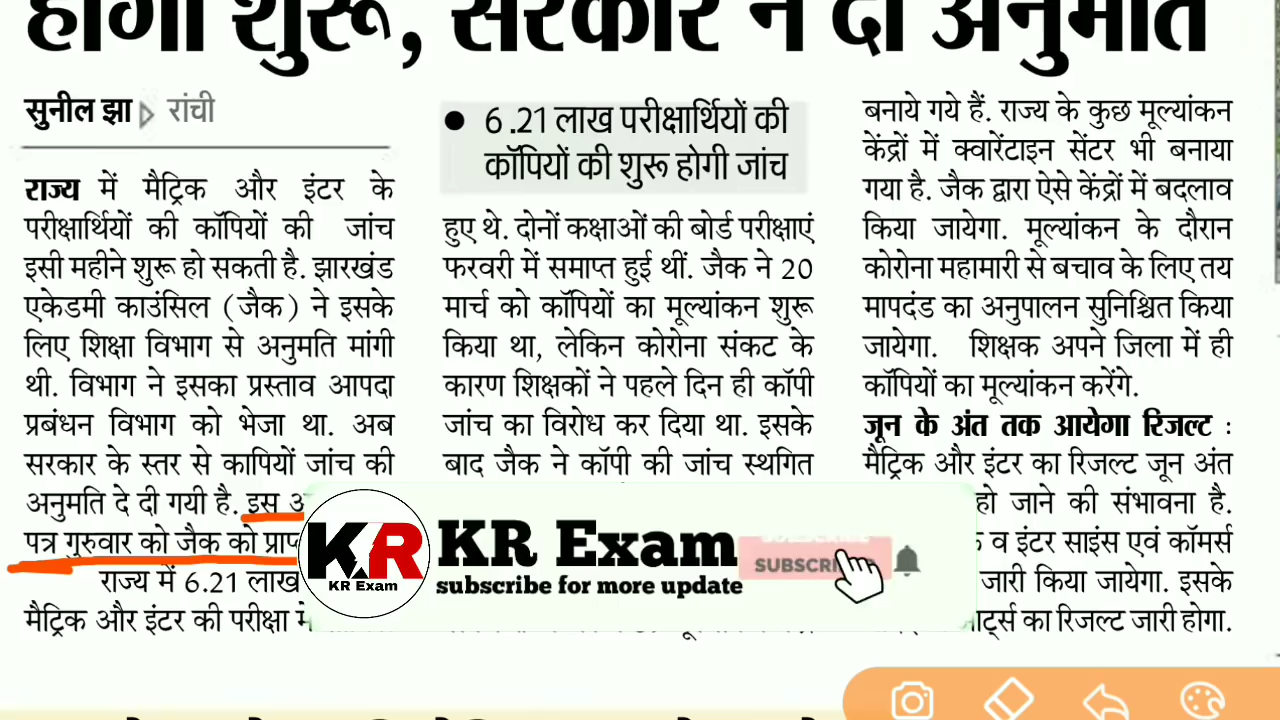 होगी शुरू, सरकार ने दी अनुमति
सुनील झा ▷ रांची
राज्य में मैट्रिक और इंटर के
परीक्षार्थियों की कॉपियों की जांच
इसी महीने शुरू हो सकती है. झारखंड
एकेडमी काउंसिल (जैक) ने इसके
लिए शिक्षा विभाग से अनुमति मांगी
थी. विभाग ने इसका प्रस्ताव आपदा
प्रबंधन विभाग को भेजा था. अब
सरकार के स्तर से कापियों जांच की
अनुमति दे दी गयी है. इस
पत्र गुरुवार को जैक को
राज्य में 6.21 लाख
मैट्रिक और इंटर की परीक्षा में
● 6.21 लाख परीक्षार्थियों की
कॉपियों की शुरू होगी जांच
हुए थे. दोनों कक्षाओं की बोर्ड परीक्षाएं
फरवरी में समाप्त हुई थीं. जैक ने 20
मार्च को कॉपियों का मूल्यांकन शुरू
किया था, लेकिन कोरोना संकट के
कारण शिक्षकों ने पहले दिन ही कॉपी
जांच का विरोध कर दिया था. इसके
बाद जैक ने कॉपी की जांच स्थगित
बनाये गये हैं. राज्य के कुछ मूल्यांकन
केंद्रों में क्वारेंटाइन सेंटर भी बनाया
गया है. जैक द्वारा ऐसे केंद्रों में बदलाव
किया जायेगा. मूल्यांकन के दौरान
कोरोना महामारी से बचाव के लिए तय
मापदंड का अनुपालन सुनिश्चित किया
जायेगा. शिक्षक अपने जिला में ही
कॉपियों का मूल्यांकन करेंगे.
जून के अंत तक आयेगा रिजल्ट :
मैट्रिक और इंटर का रिजल्ट जून अंत
हो जाने की संभावना है.
व इंटर साइंस एवं कॉमर्स
जारी किया जायेगा. इसके
का रिजल्ट जारी होगा.
KR
KR Exam
KR Exam
subscribe for more update
SUBSCRI